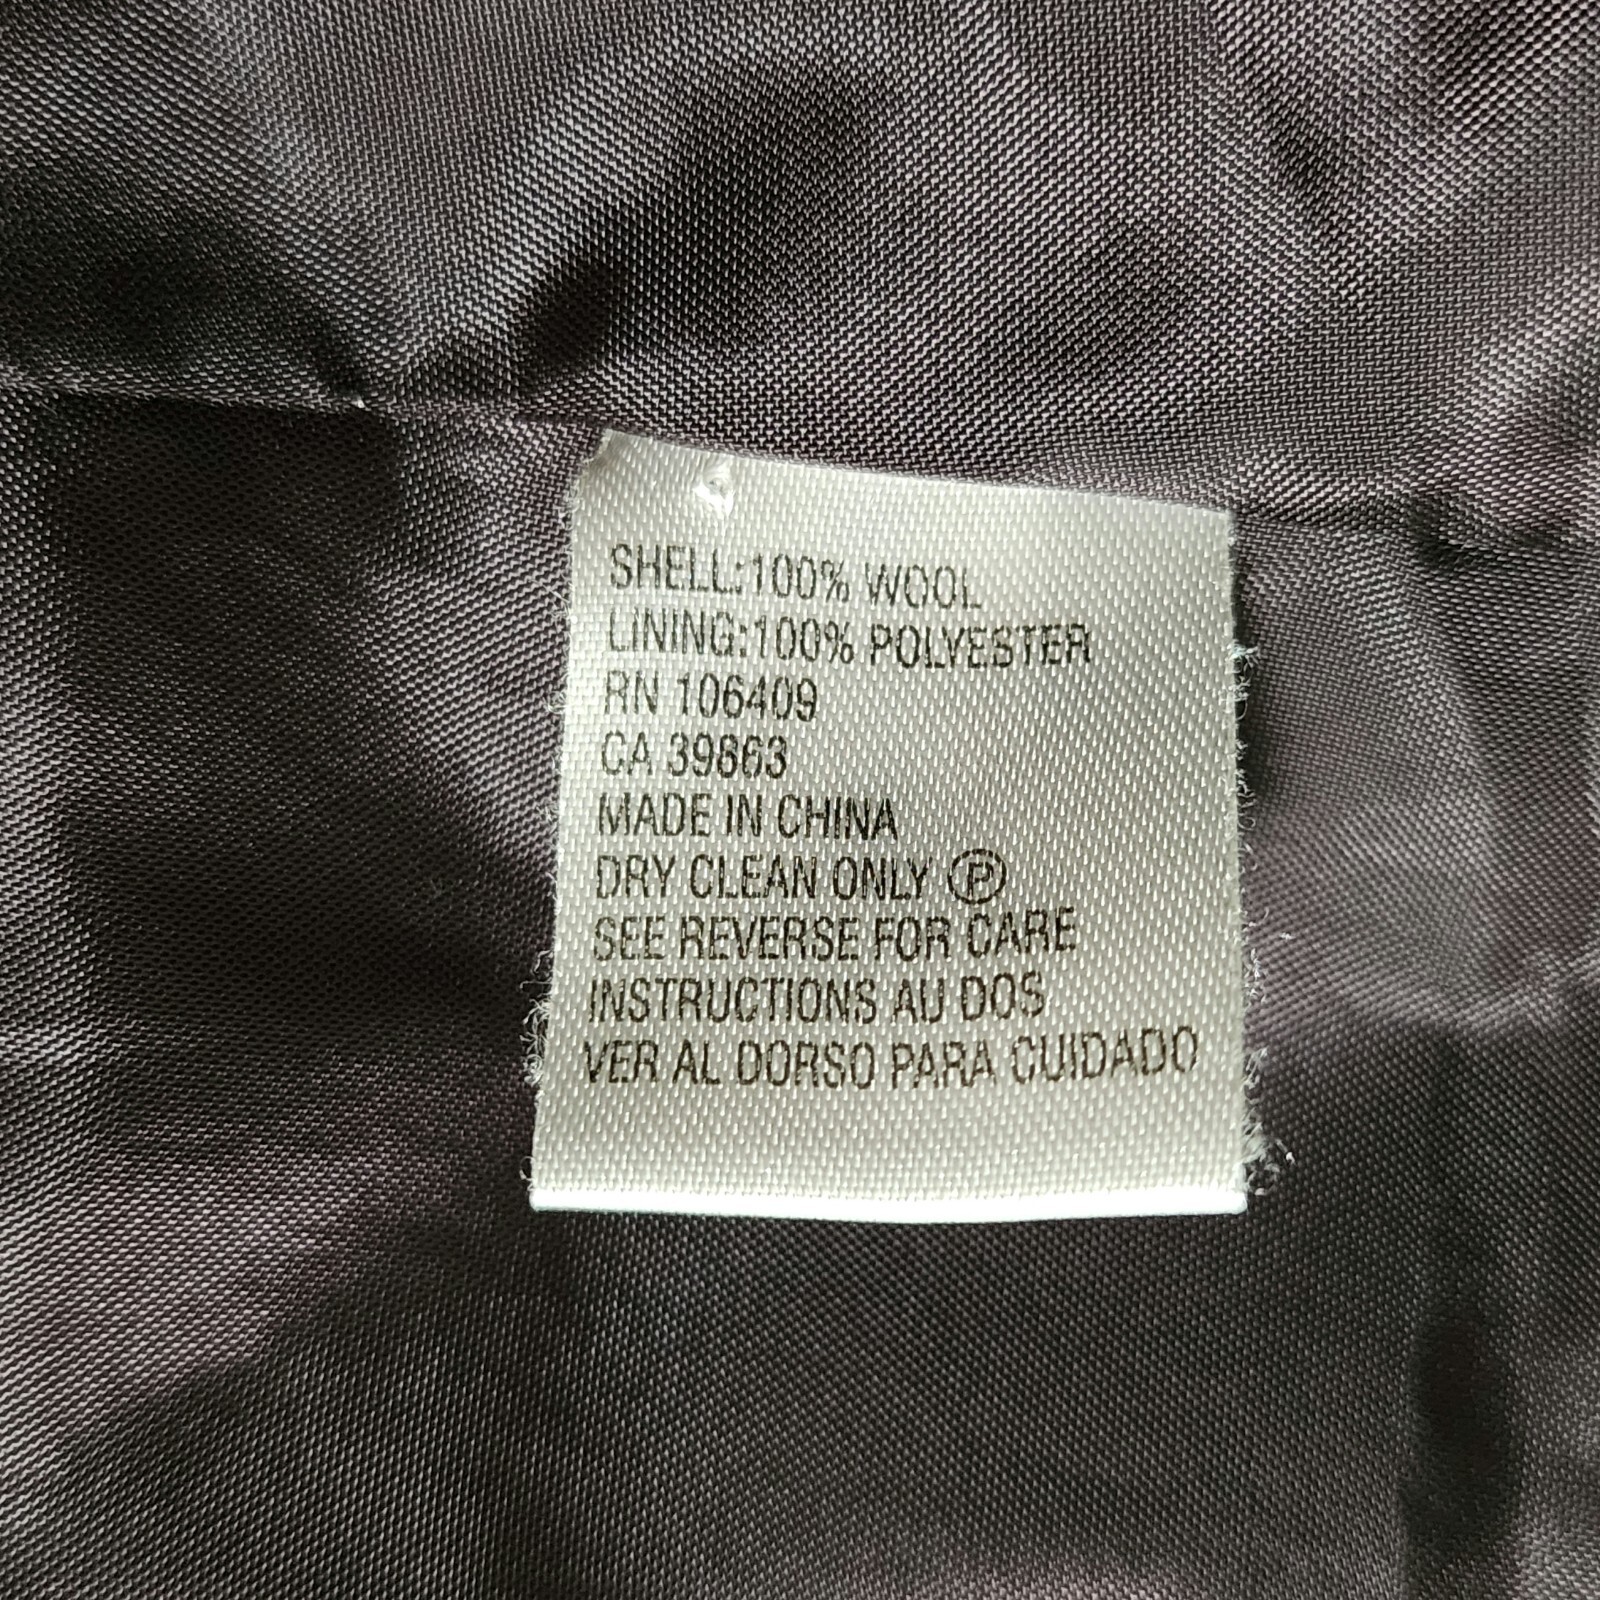 SHELL:100% WOOL
LINING:100% POLYESTER
RN 106409
CA 39863
MADE IN CHINA
DRY CLEAN ONLY Ⓟ
SEE REVERSE FOR CARE
INSTRUCTIONS AU DOS
VER AL DORSO PARA CUIDADO